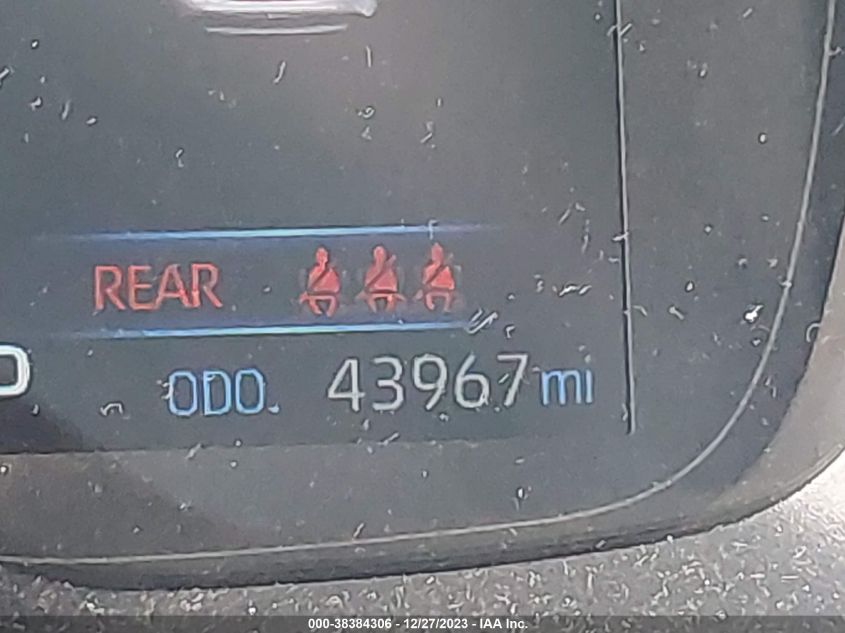 REAR
ODO. 43967 mi
000-38384306 - 12/27/2023 - IAA Inc.